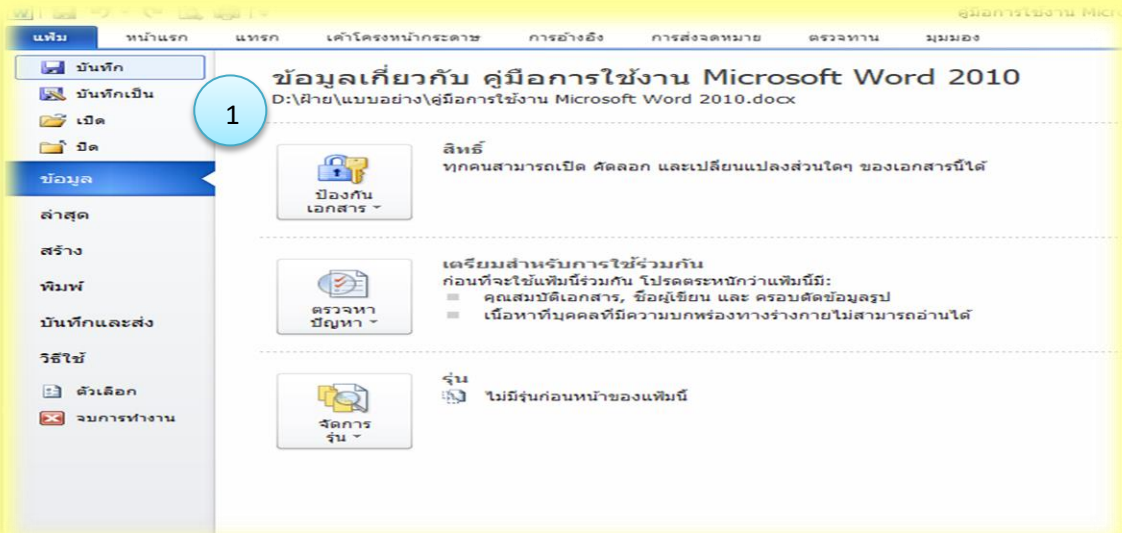 คู่มือการใช้งาน Micro
แฟ้ม หน้าแรก แทรก เค้าโครงหน้ากระดาษ การอ้างอิง การส่งจดหมาย ตรวจทาน มุมมอง
บันทึก
บันทึกเป็น
เปิด
ปิด
ข้อมูล
ล่าสุด
สร้าง
พิมพ์
บันทึกและส่ง
วิธีใช้
ตัวเลือก
จบการทำงาน
1
ข้อมูลเกี่ยวกับ คู่มือการใช้งาน Microsoft Word 2010
D:\ฝ่าย\แบบอย่าง\คู่มือการใช้งาน Microsoft Word 2010.docx
ป้องกัน
เอกสาร
สิทธิ์
ทุกคนสามารถเปิด คัดลอก และเปลี่ยนแปลงส่วนใดๆ ของเอกสารนี้ได้
ตรวจหา
ปัญหา
เตรียมสำหรับการใช้ร่วมกัน
ก่อนที่จะใช้แฟ้มนี้ร่วมกัน โปรดตระหนักว่าแฟ้มนี้มี:
คุณสมบัติเอกสาร, ชื่อผู้เขียน และ ครอบตัดข้อมูลรูป
เนื้อหาที่บุคคลที่มีความบกพร่องทางร่างกายไม่สามารถอ่านได้
จัดการ
รุ่น
รุ่น
ไม่มีรุ่นก่อนหน้าของแฟ้มนี้